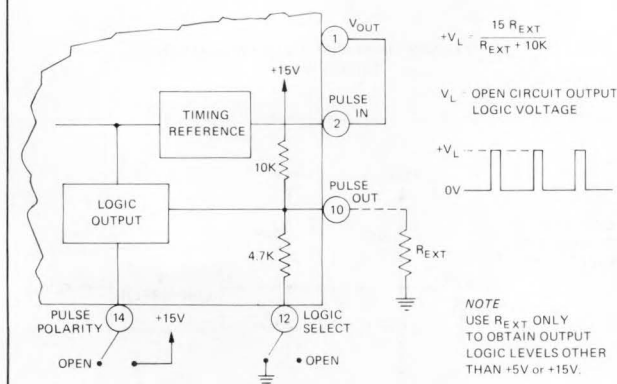 1
VOUT
+15V
TIMING
REFERENCE
PULSE
IN
2
10K
LOGIC
OUTPUT
PULSE
OUT
10
4.7K
REXT
PULSE
POLARITY
14
+15V
12
LOGIC
SELECT
OPEN
OPEN
+VL = 15 REXT / REXT + 10K
VL = OPEN CIRCUIT OUTPUT
LOGIC VOLTAGE
+VL
0V
NOTE
USE REXT ONLY
TO OBTAIN OUTPUT
LOGIC LEVELS OTHER
THAN +5V or +15V.